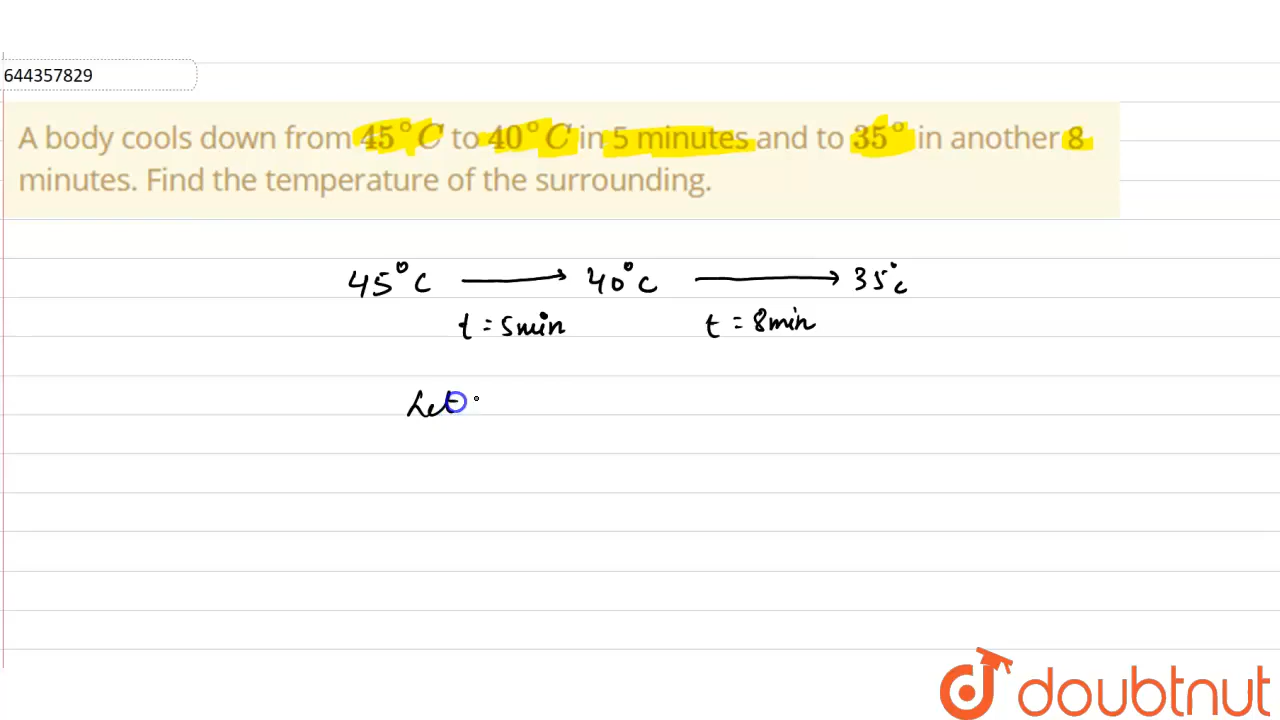 644357829
A body cools down from 45°C to 40°C in 5 minutes and to 35° in another 8
minutes. Find the temperature of the surrounding.
45°C → 40°C → 35°C
t = 5min t = 8min
Let
doubtnut